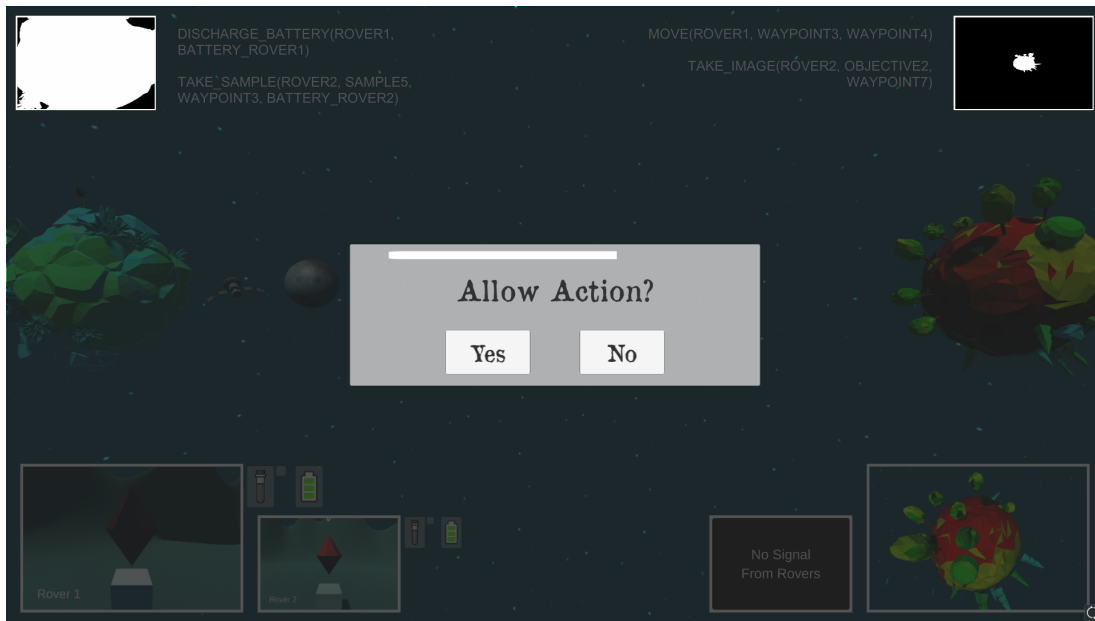 DISCHARGE_BATTERY(ROVER1,
BATTERY_ROVER1)
TAKE_SAMPLE(ROVER2, SAMPLE5,
WAYPOINT3, BATTERY_ROVER2)
MOVE(ROVER1, WAYPOINT3, WAYPOINT4)
TAKE_IMAGE(ROVER2, OBJECTIVE2,
WAYPOINT7)
Allow Action?
Yes
No
Rover 1
Rover 2
No Signal
From Rovers